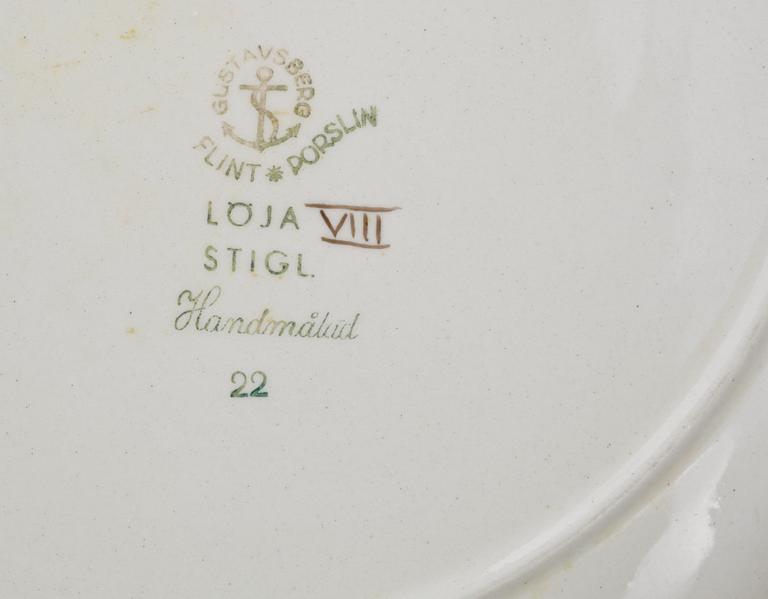 GUSTAVSBERG
FLINT * PORSLIN
LÖJA VIII
STIGL.
Handmålad
22